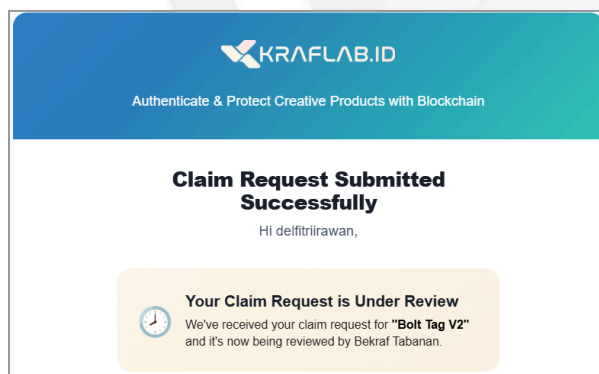 KRAFLAB.ID
Authenticate & Protect Creative Products with Blockchain
Claim Request Submitted
Successfully
Hi delfitriirawan,
Your Claim Request is Under Review
We've received your claim request for "Bolt Tag V2"
and it's now being reviewed by Bekraf Tabanan.